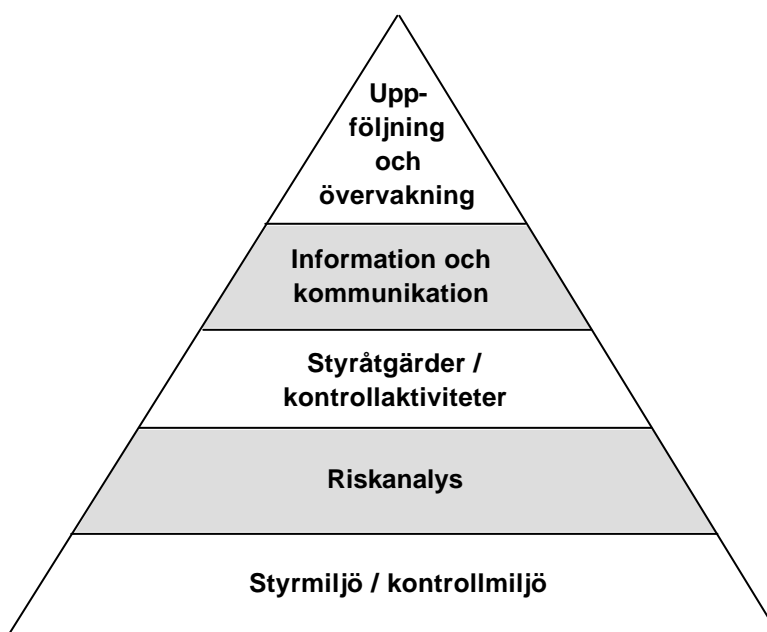 Upp-
följning
och
övervakning
Information och
kommunikation
Styråtgärder /
kontrollaktiviteter
Riskanalys
Styrmiljö / kontrollmiljö